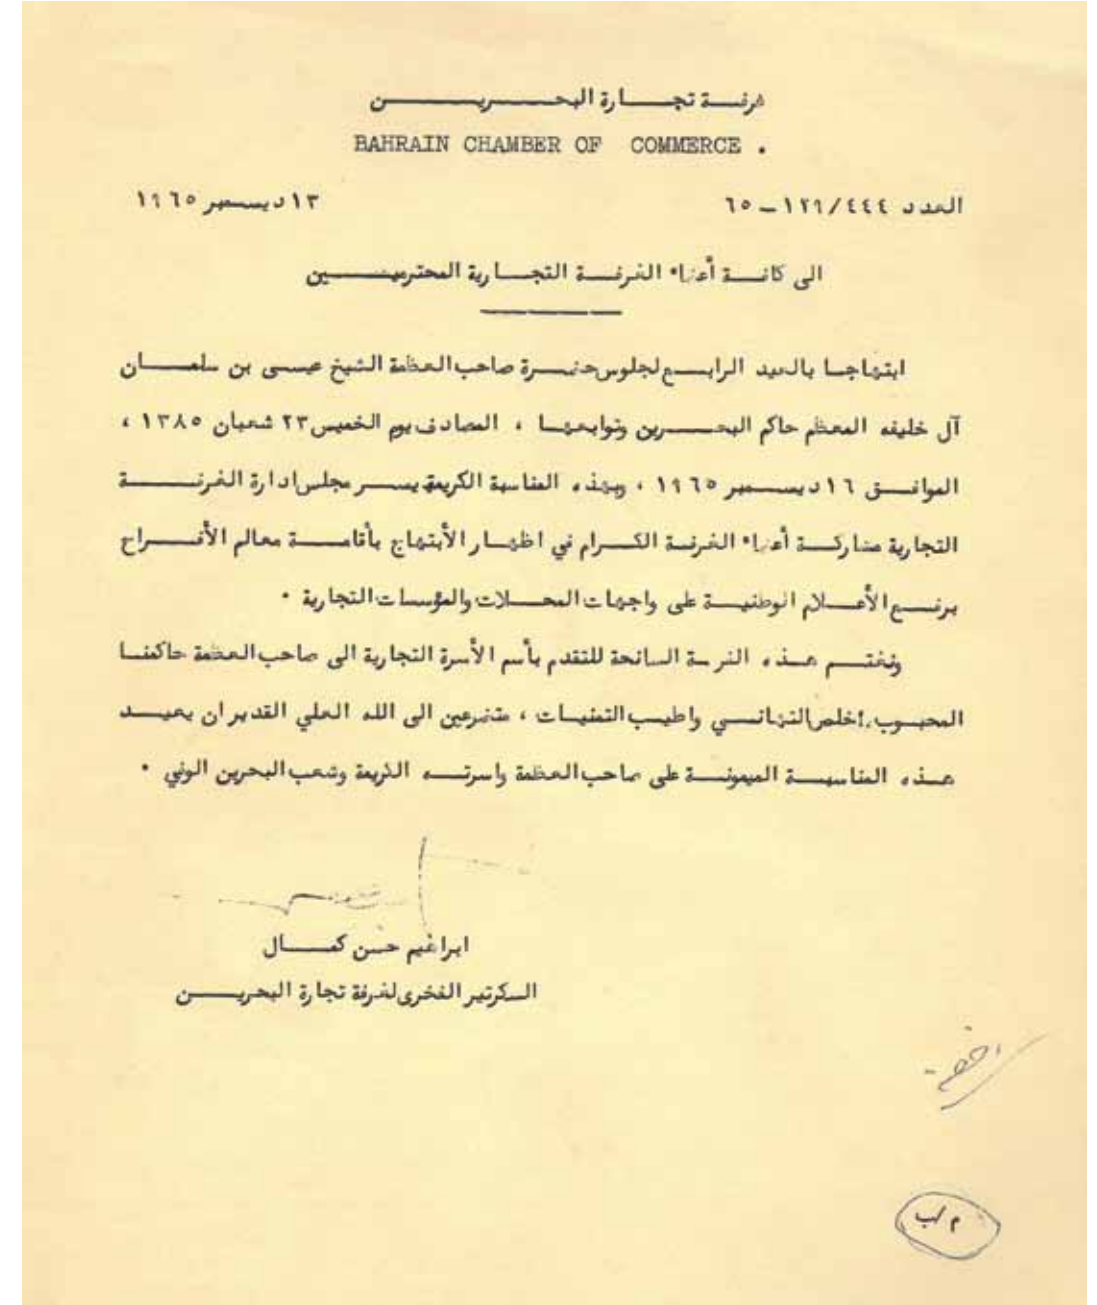 غرفة تجارة البحرين
BAHRAIN CHAMBER OF COMMERCE .
العدد ١٢٩/٤٤٤ – ٦٥
١٣ ديسمبر ١٩٦٥
الى كافة أعضاء الغرفة التجارية المحترمين
ابتهاجا بالعيد الرابع لجلوس حضرة صاحب العظمة الشيخ عيسى بن سلمان
آل خليفه المعظم حاكم البحرين وتوابعها ، المصادف يوم الخميس ٢٣ شعبان ١٣٨٥ ،
الموافق ١٦ ديسمبر ١٩٦٥ ، وبهذه المناسبة الكريمة يسر مجلس ادارة الغرفة
التجارية مشاركة أعضاء الغرفة الكرام في اظهار الأبتهاج بأقامة معالم الأفراح
برفع الأعلام الوطنية على واجهات المحلات والمؤسسات التجارية .
ونغتنم هذه الفرصة السانحة للتقدم بأسم الأسرة التجارية الى صاحب العظمة حاكمنا
المحبوب أخلص التهاني واطيب التمنيات ، متضرعين الى الله العلي القدير ان يعيد
هذه المناسبة الميمونة على صاحب العظمة واسرته الكريمة وشعب البحرين الوفي .
ابراهيم حسن كمال
السكرتير الفخرى لغرفة تجارة البحرين
م/ب